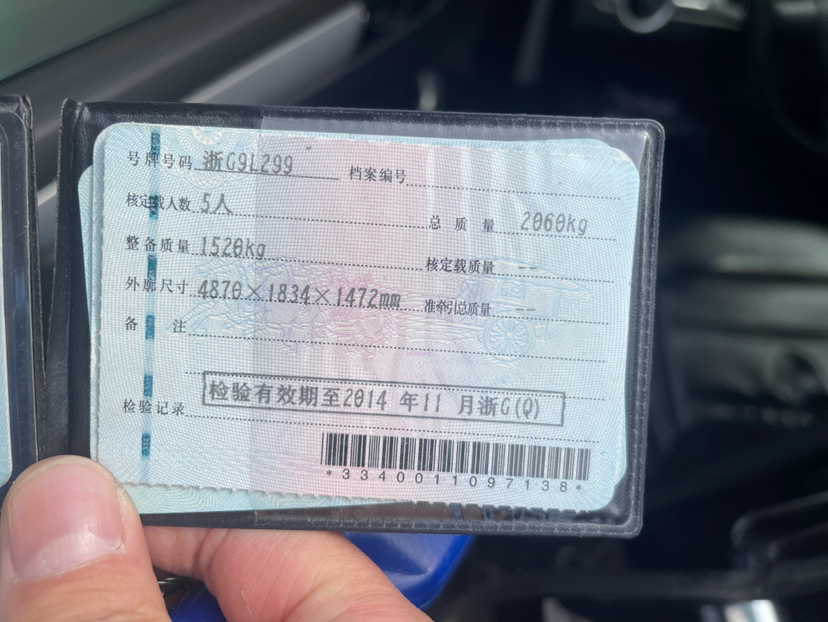 号牌号码 浙G9L299 档案编号
核定载人数 5人 总质量 2060kg
整备质量 1520kg 核定载质量 --
外廓尺寸 4870×1834×1472mm 准牵引总质量 --
备注
检验记录 检验有效期至2014年11月浙G(Q)
*3340011097138*